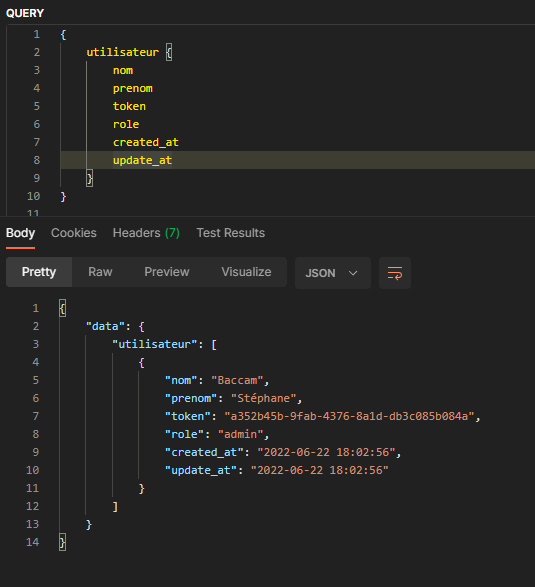 QUERY
1 {
2 utilisateur {
3 nom
4 prenom
5 token
6 role
7 created_at
8 update_at
9 }
10 }
11
Body Cookies Headers (7) Test Results
Pretty Raw Preview Visualize JSON
1 {
2 "data": {
3 "utilisateur": [
4 {
5 "nom": "Baccam",
6 "prenom": "Stéphane",
7 "token": "a352b45b-9fab-4376-8a1d-db3c085b084a",
8 "role": "admin",
9 "created_at": "2022-06-22 18:02:56",
10 "update_at": "2022-06-22 18:02:56"
11 }
12 ]
13 }
14 }